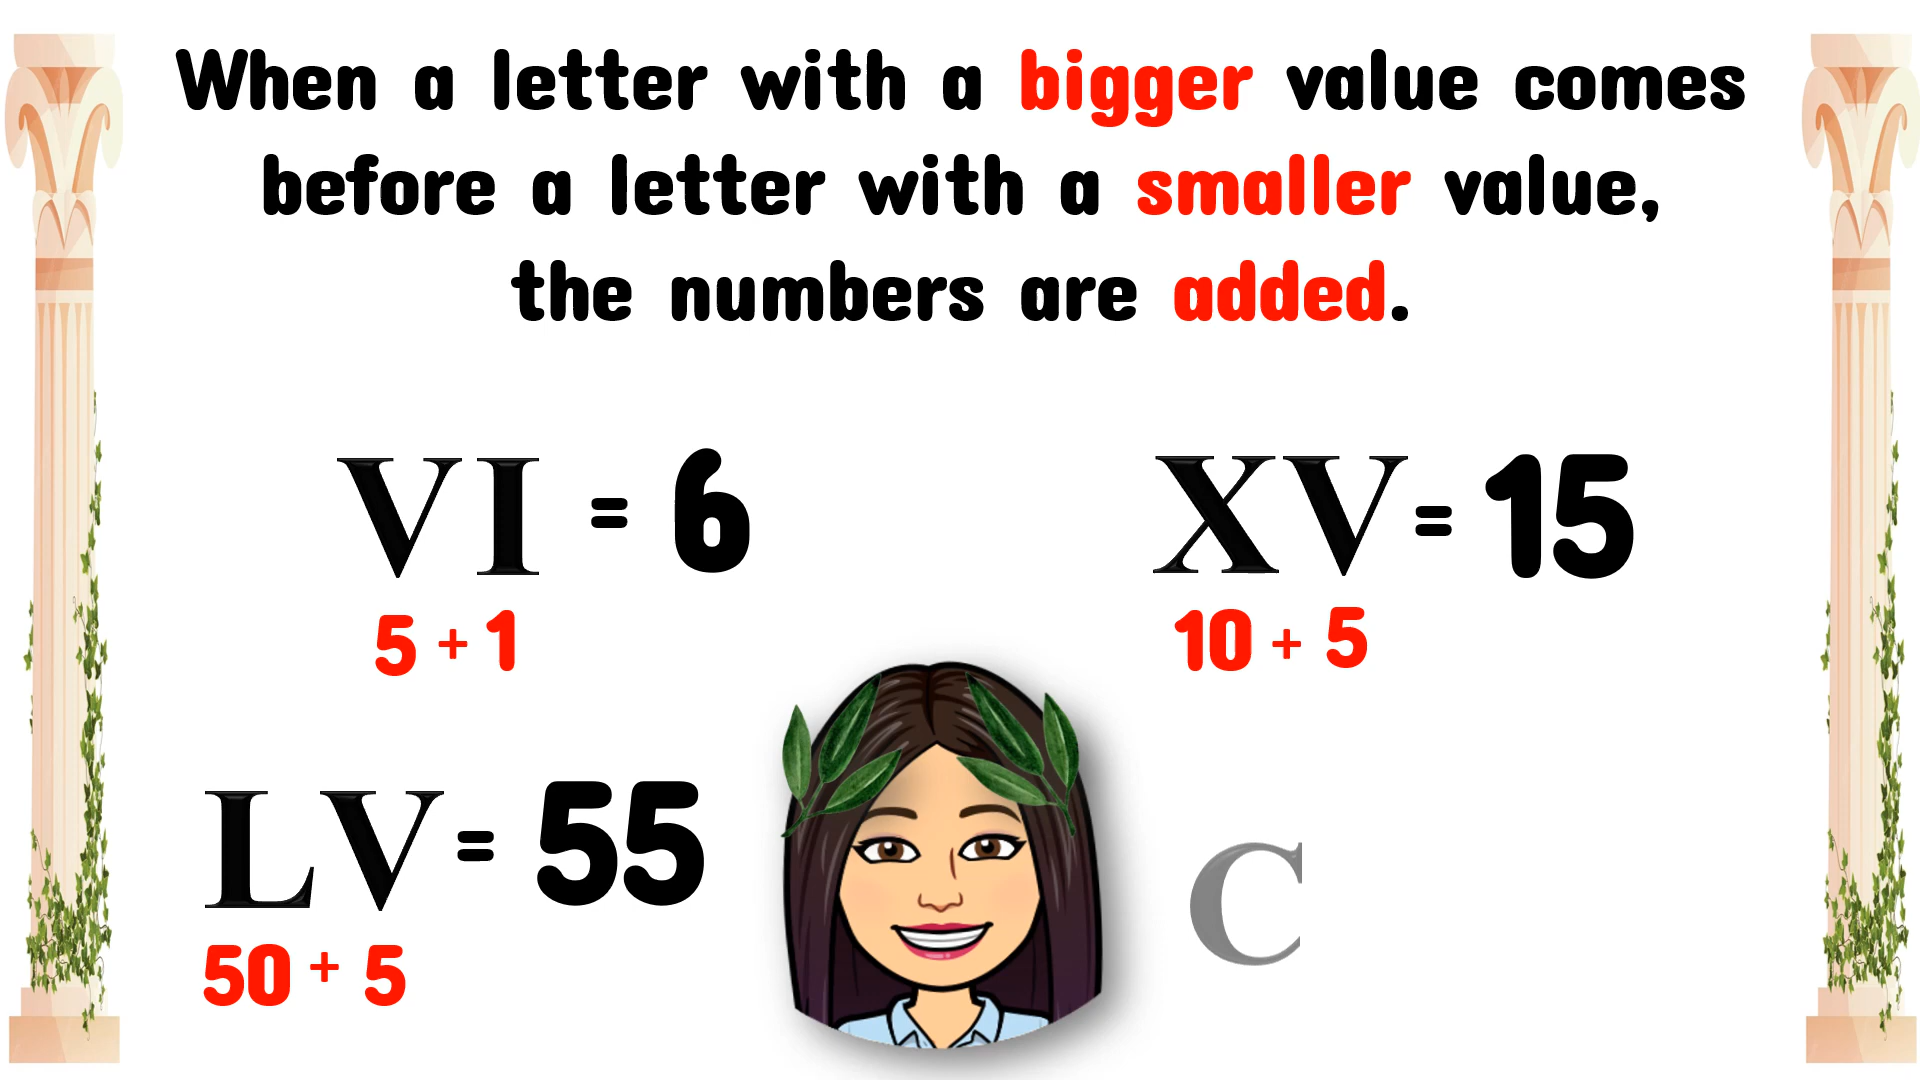 When a letter with a bigger value comes
before a letter with a smaller value,
the numbers are added.
VI = 6
5 + 1
XV = 15
10 + 5
LV = 55
50 + 5
C